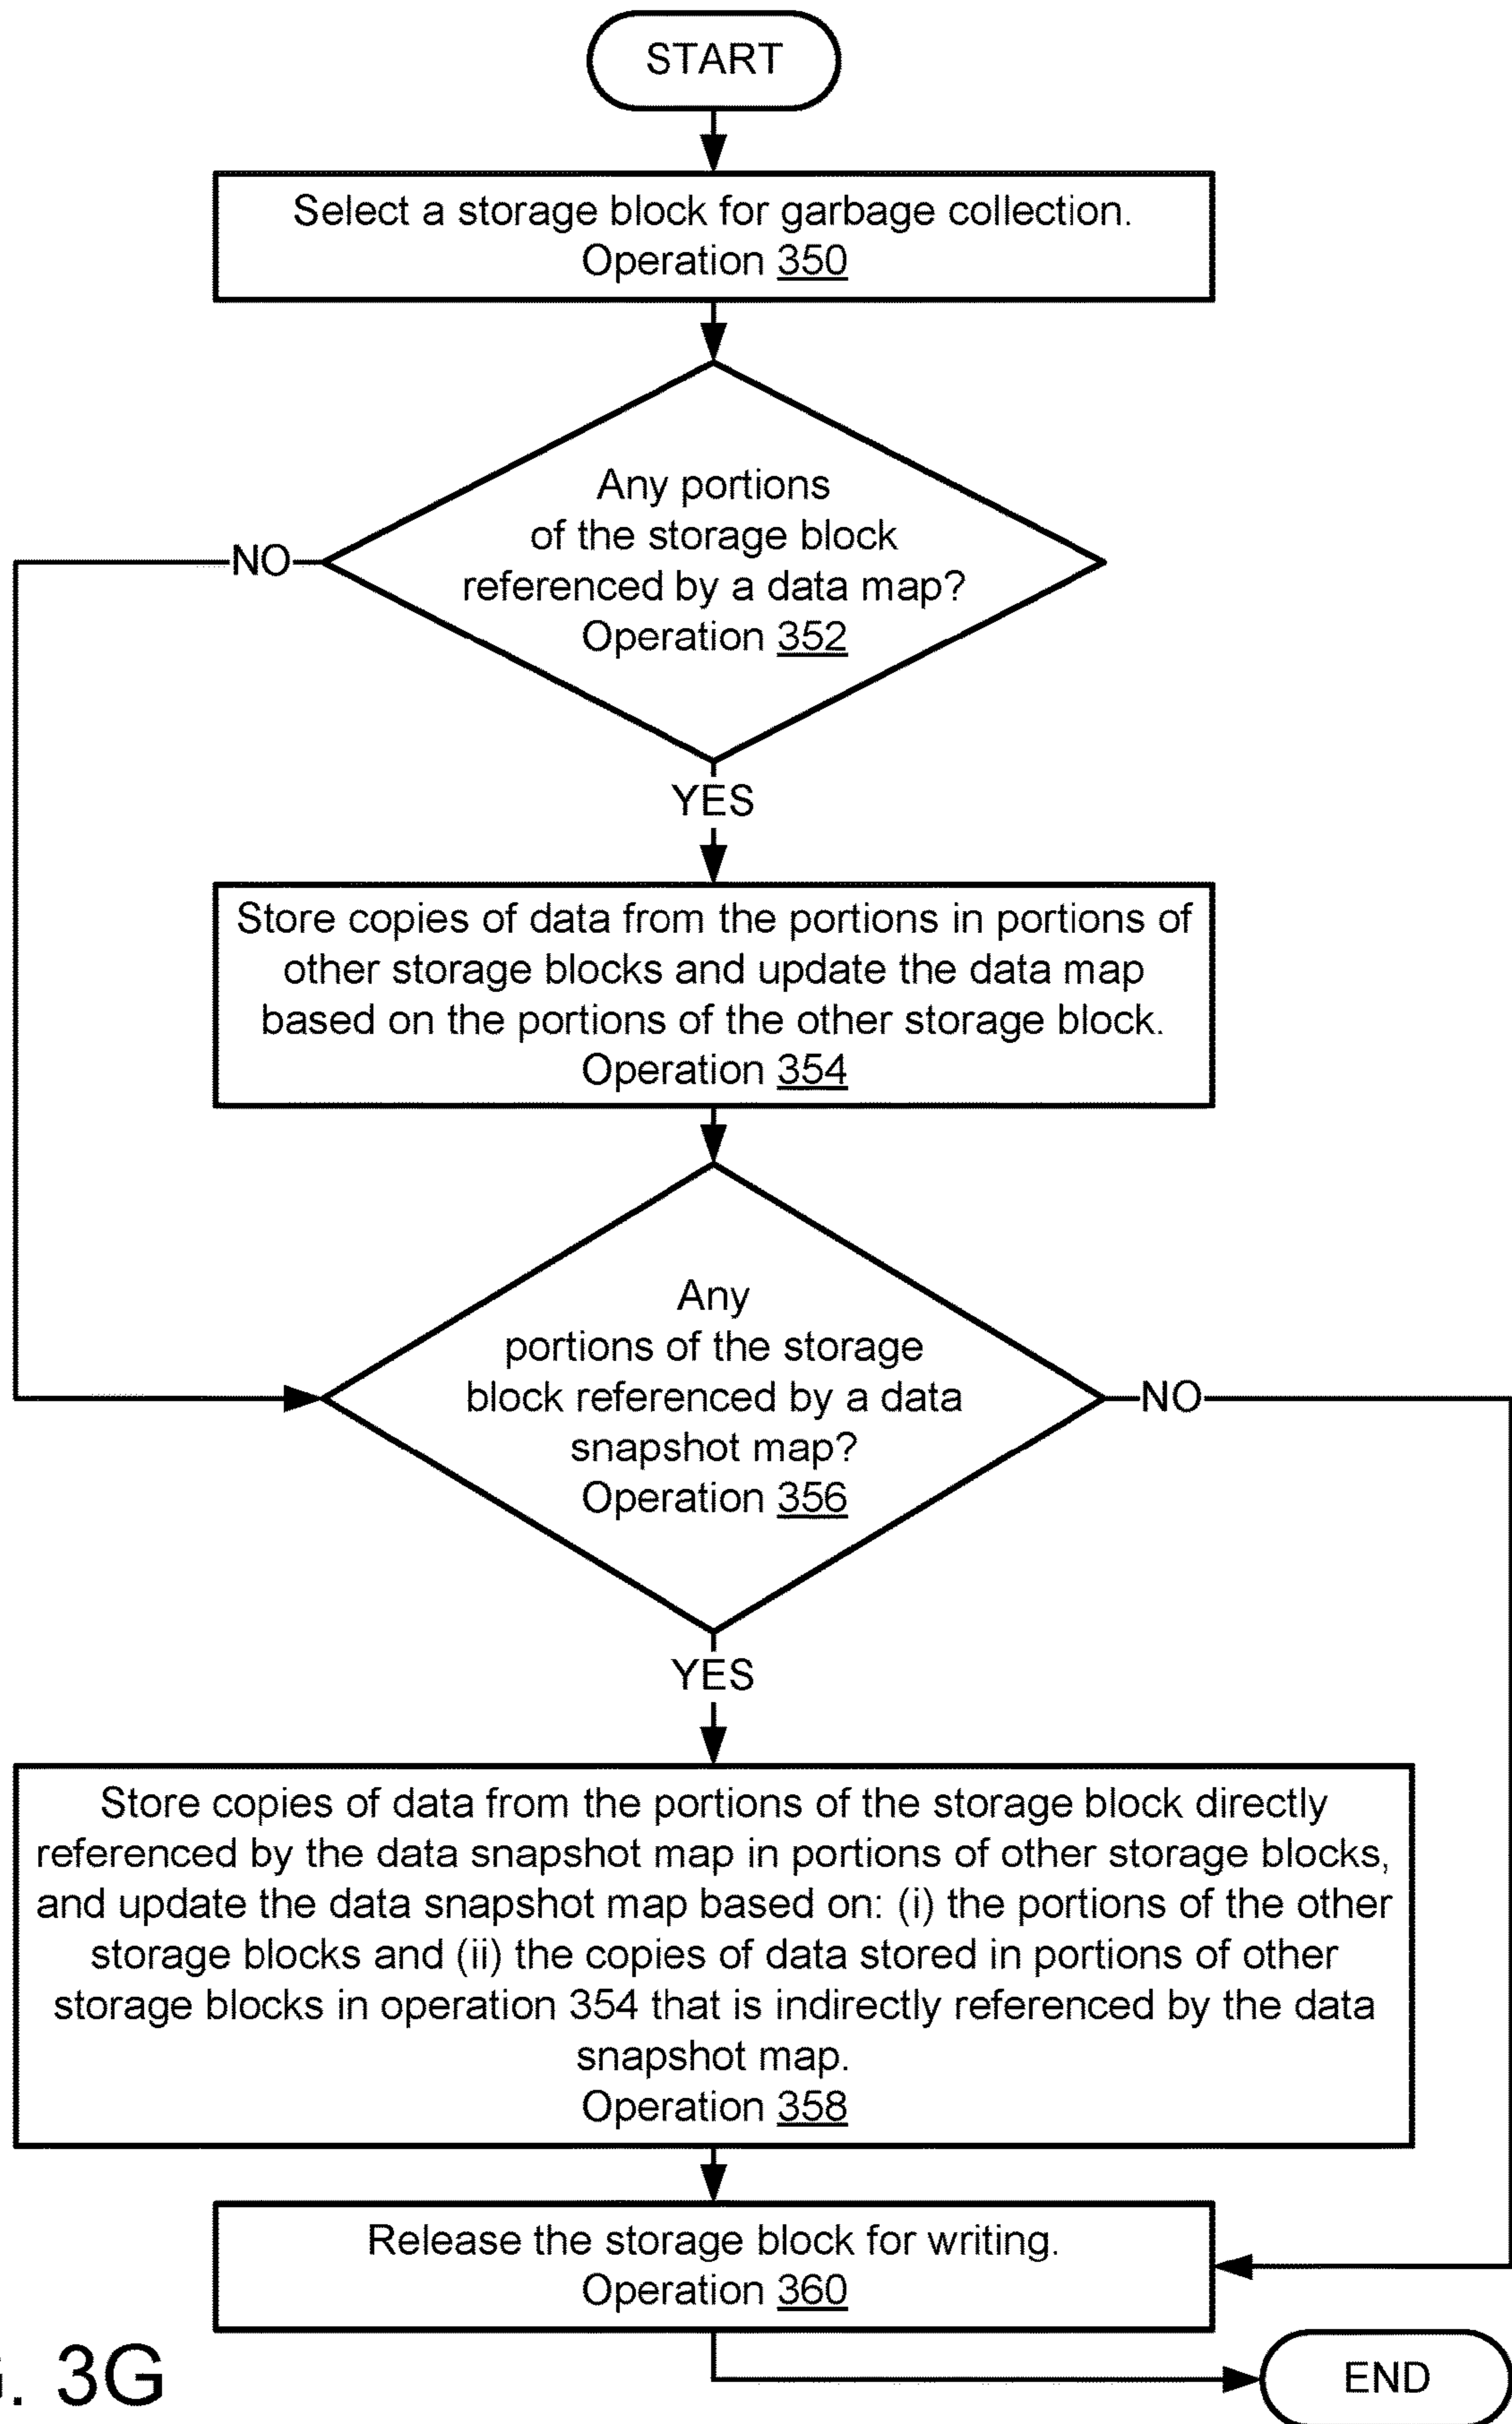 START
Select a storage block for garbage collection.
Operation 350
Any portions
of the storage block
referenced by a data map?
Operation 352
NO
YES
Store copies of data from the portions in portions of
other storage blocks and update the data map
based on the portions of the other storage block.
Operation 354
Any
portions of the storage
block referenced by a data
snapshot map?
Operation 356
NO
YES
Store copies of data from the portions of the storage block directly
referenced by the data snapshot map in portions of other storage blocks,
and update the data snapshot map based on: (i) the portions of the other
storage blocks and (ii) the copies of data stored in portions of other
storage blocks in operation 354 that is indirectly referenced by the data
snapshot map.
Operation 358
Release the storage block for writing.
Operation 360
END
3G